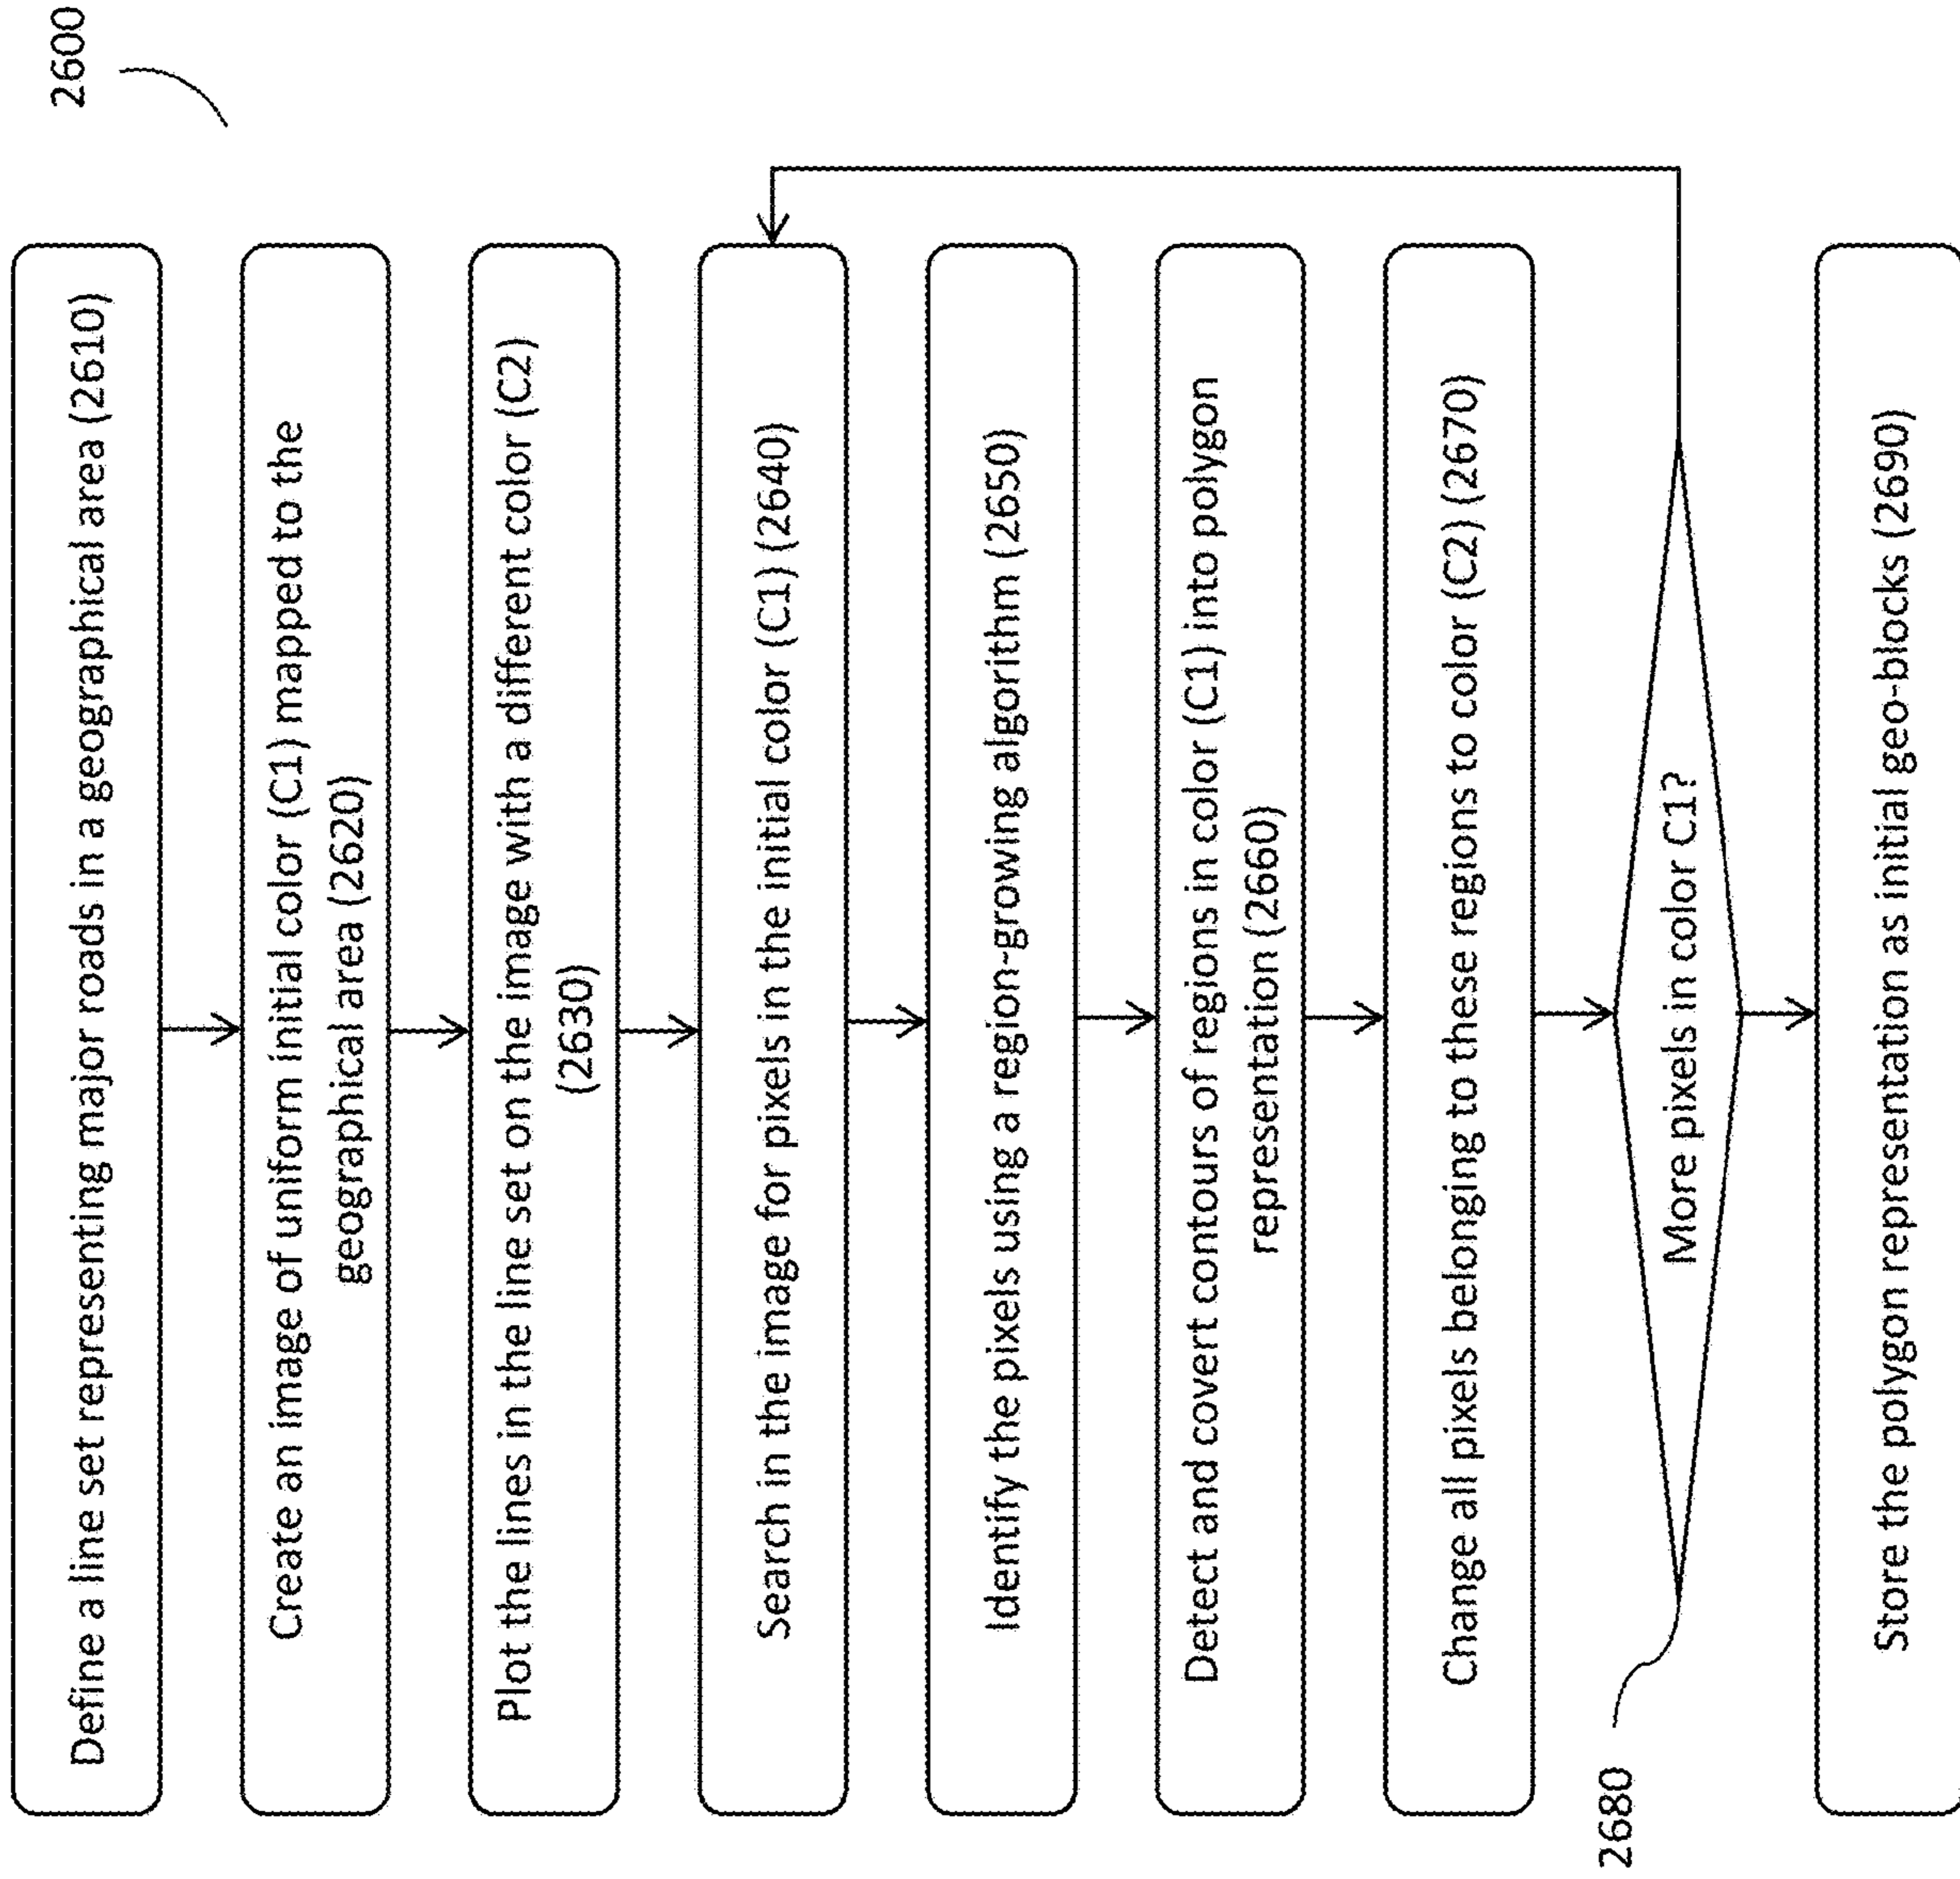 2600
Define a line set representing major roads in a geographical area (2610)
Create an image of uniform initial color (C1) mapped to the
geographical area (2620)
Plot the lines in the line set on the image with a different color (C2)
(2630)
Search in the image for pixels in the initial color (C1) (2640)
Identify the pixels using a region-growing algorithm (2650)
Detect and covert contours of regions in color (C1) into polygon
representation (2660)
Change all pixels belonging to these regions to color (C2) (2670)
More pixels in color C1?
2680
Store the polygon representation as initial geo-blocks (2690)